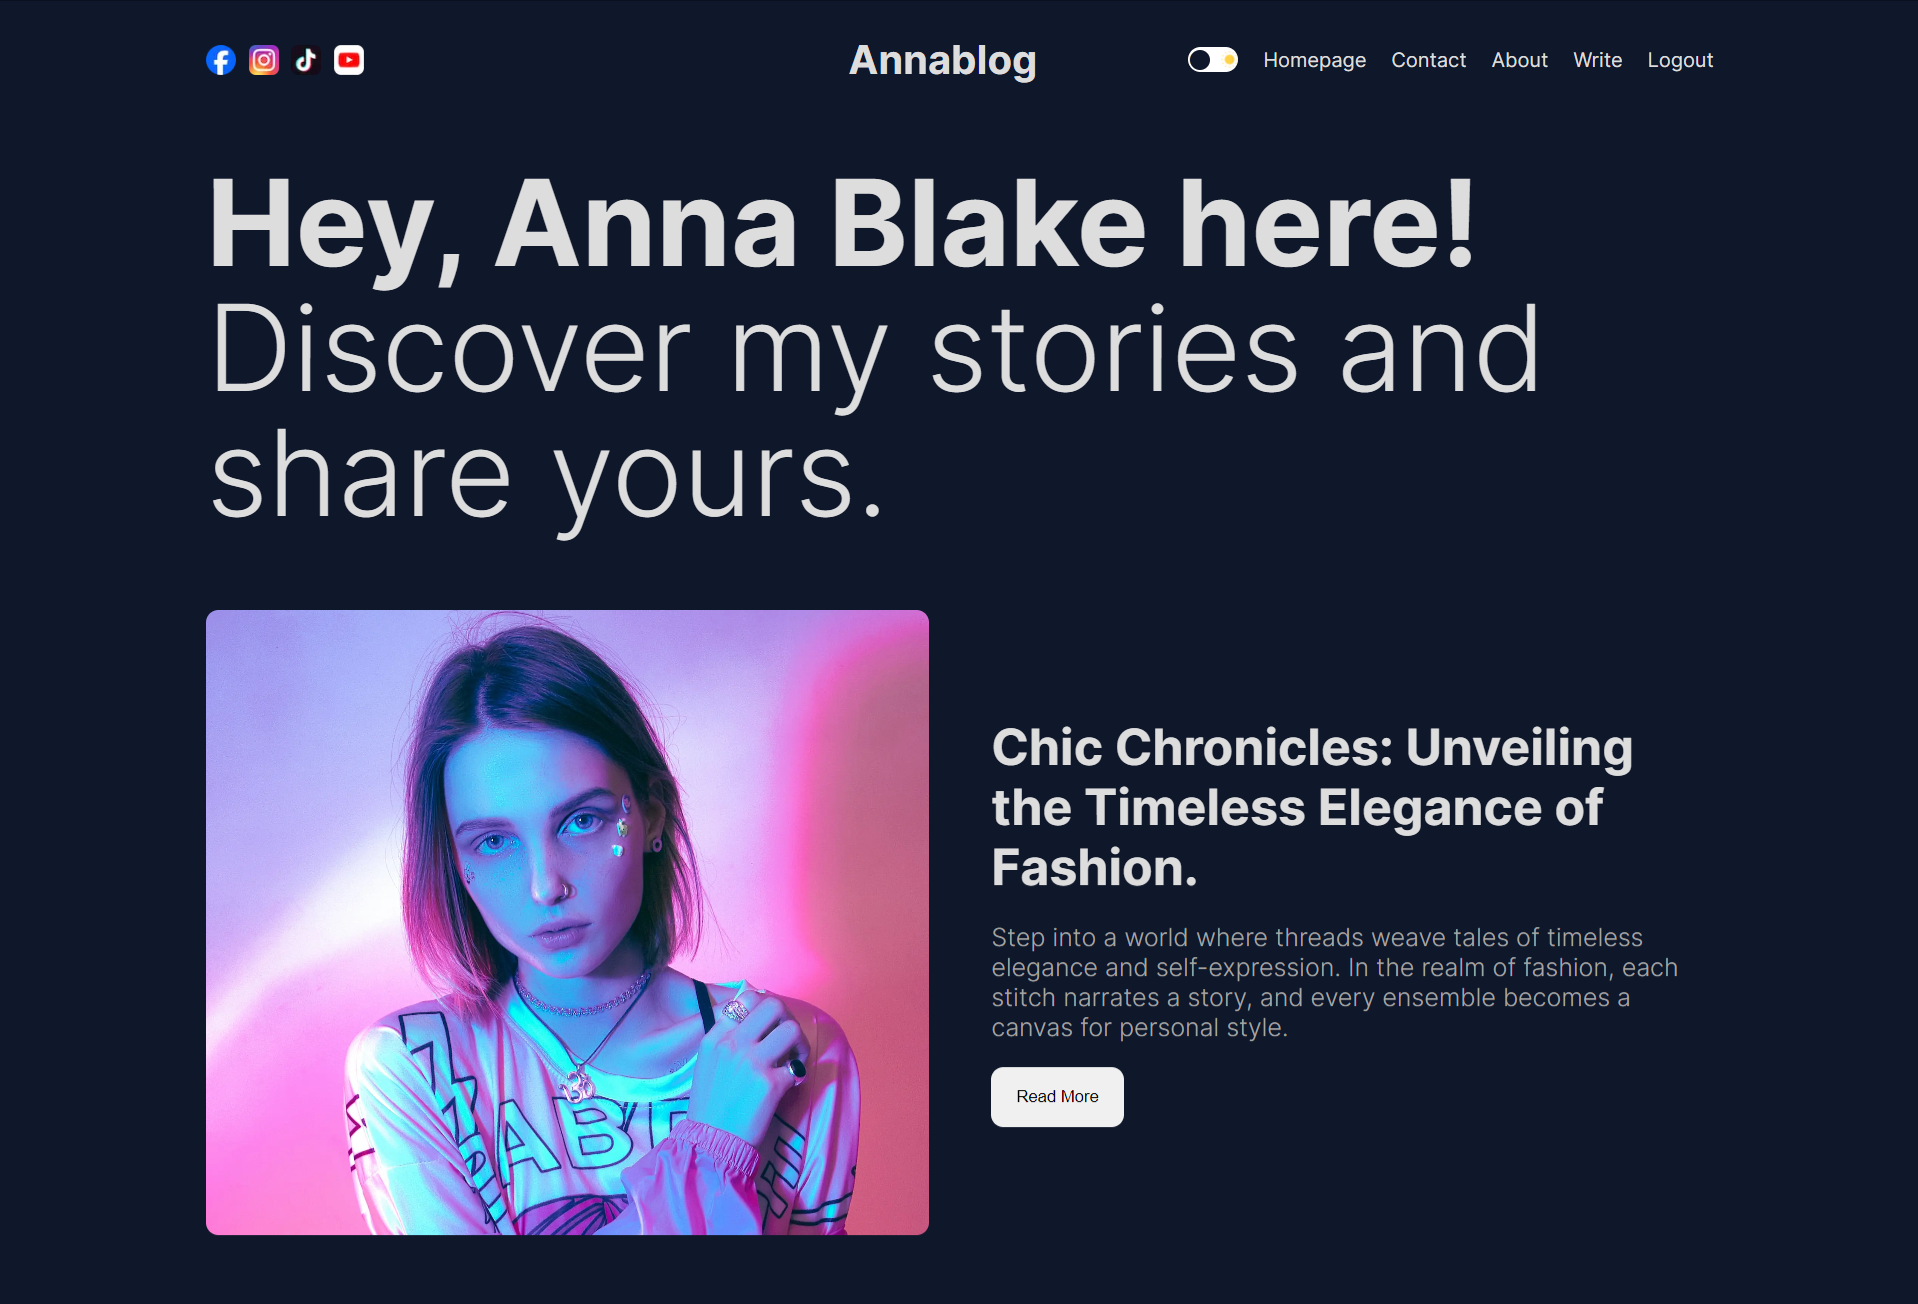 Annablog
Homepage Contact About Write Logout
Hey, Anna Blake here!
Discover my stories and
share yours.
Chic Chronicles: Unveiling
the Timeless Elegance of
Fashion.
Step into a world where threads weave tales of timeless
elegance and self-expression. In the realm of fashion, each
stitch narrates a story, and every ensemble becomes a
canvas for personal style.
Read More